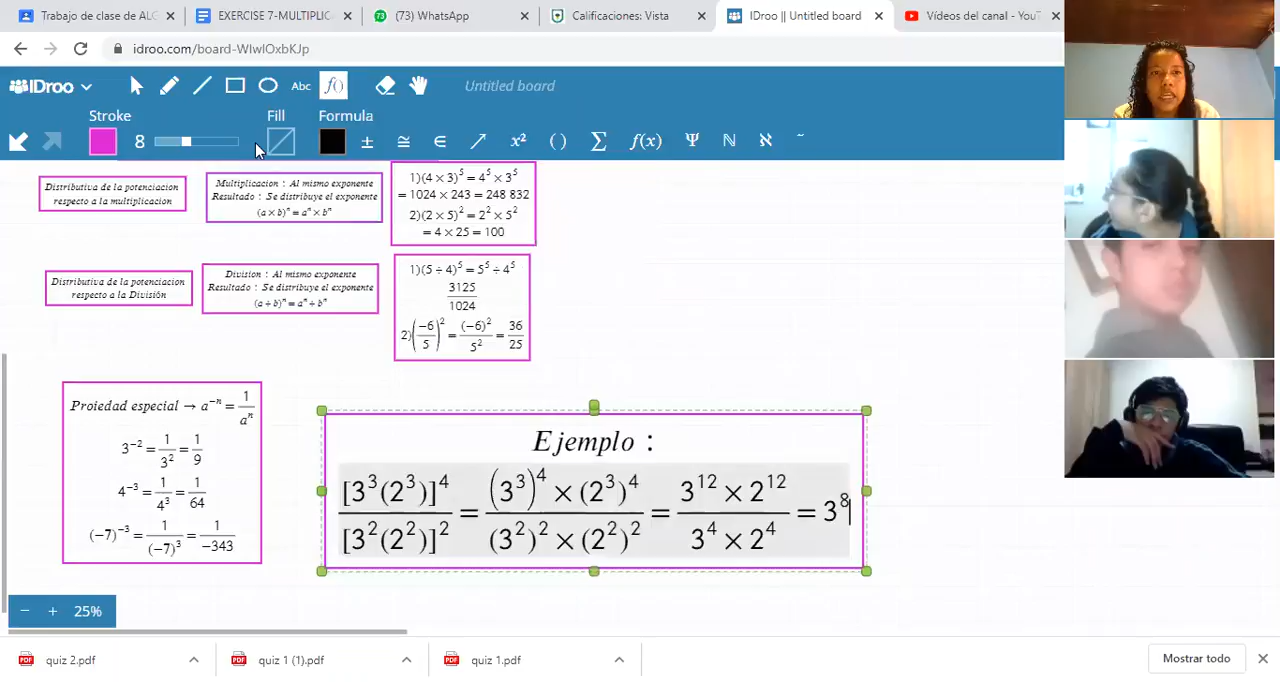 Trabajo de clase de ALG
EXERCISE 7-MULTIPLIC
(73) WhatsApp
Calificaciones: Vista
IDroo || Untitled board
Vídeos del canal - YouT
idroo.com/board-WIwIOxbKJp
IDroo
Abc
f()
Untitled board
Stroke
Fill
Formula
8
± ≅ ∈ x² ( ) ∑ f(x) Ψ ℕ ℵ ~
Distributiva de la potenciacion
respecto a la multiplicacion
Multiplicacion : Al mismo exponente
Resultado : Se distribuye el exponente
(a × b)ⁿ = aⁿ × bⁿ
1)(4 × 3)⁵ = 4⁵ × 3⁵
= 1024 × 243 = 248 832
2)(2 × 5)² = 2² × 5²
= 4 × 25 = 100
Distributiva de la potenciacion
respecto a la División
Division : Al mismo exponente
Resultado : Se distribuye el exponente
(a ÷ b)ⁿ = aⁿ ÷ bⁿ
1)(5 ÷ 4)⁵ = 5⁵ ÷ 4⁵
3125
1024
2)(−6/5)² = (−6)²/5² = 36/25
Proiedad especial → a⁻ⁿ = 1/aⁿ
3⁻² = 1/3² = 1/9
4⁻³ = 1/4³ = 1/64
(−7)⁻³ = 1/(−7)³ = 1/−343
Ejemplo :
[3³(2³)]⁴/[3²(2²)]² = (3³)⁴ × (2³)⁴/(3²)² × (2²)² = 3¹² × 2¹²/3⁴ × 2⁴ = 3⁸
− + 25%
quiz 2.pdf
quiz 1 (1).pdf
quiz 1.pdf
Mostrar todo